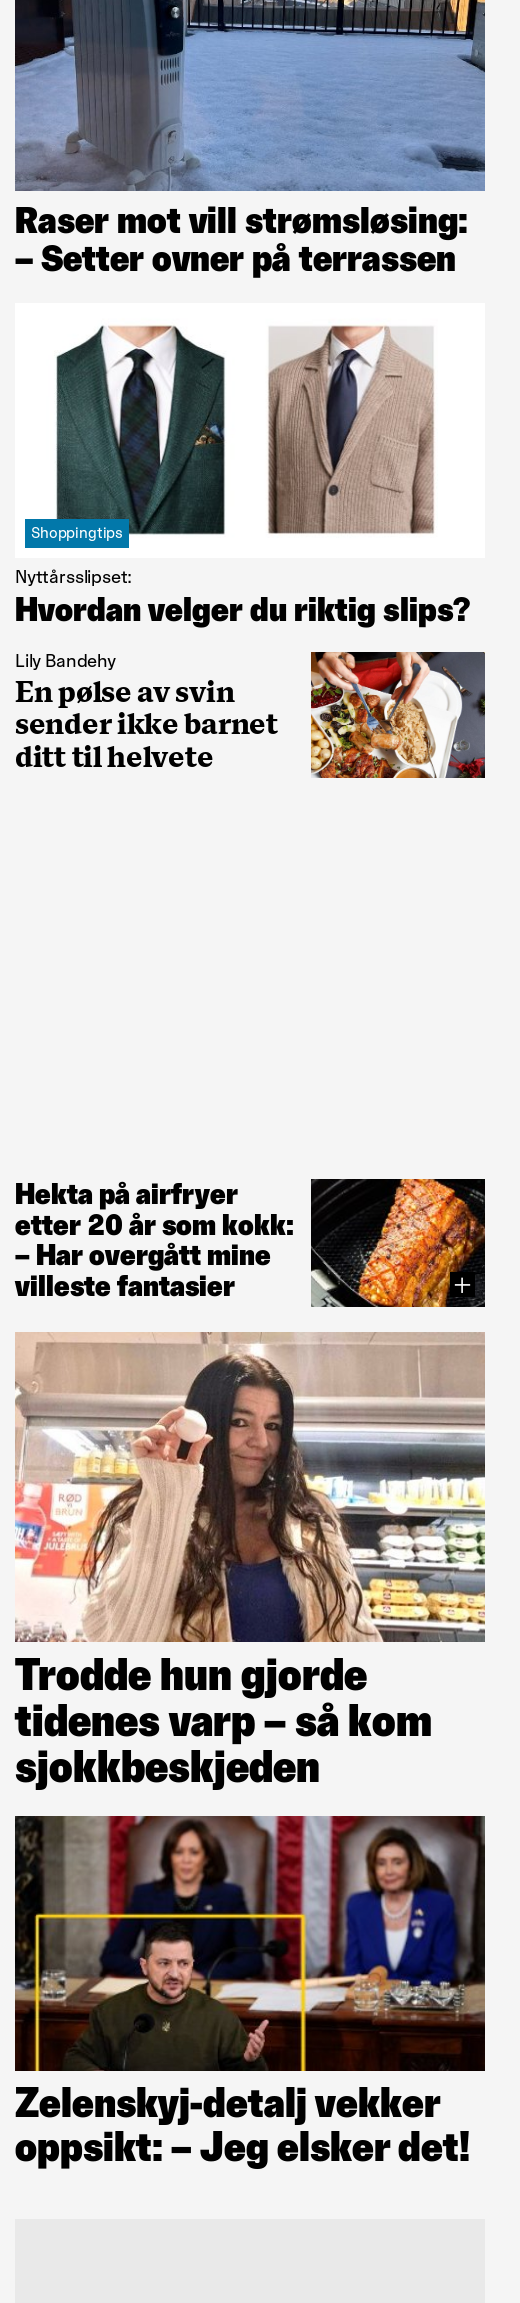 Raser mot vill strømsløsing:
– Setter ovner på terrassen
Shoppingtips
Nyttårsslipset:
Hvordan velger du riktig slips?
Lily Bandehy
En pølse av svin
sender ikke barnet
ditt til helvete
Hekta på airfryer
etter 20 år som kokk:
– Har overgått mine
villeste fantasier
RØD
BRUN
JULEBRUS
Trodde hun gjorde
tidenes varp – så kom
sjokkbeskjeden
Zelenskyj-detalj vekker
oppsikt: – Jeg elsker det!